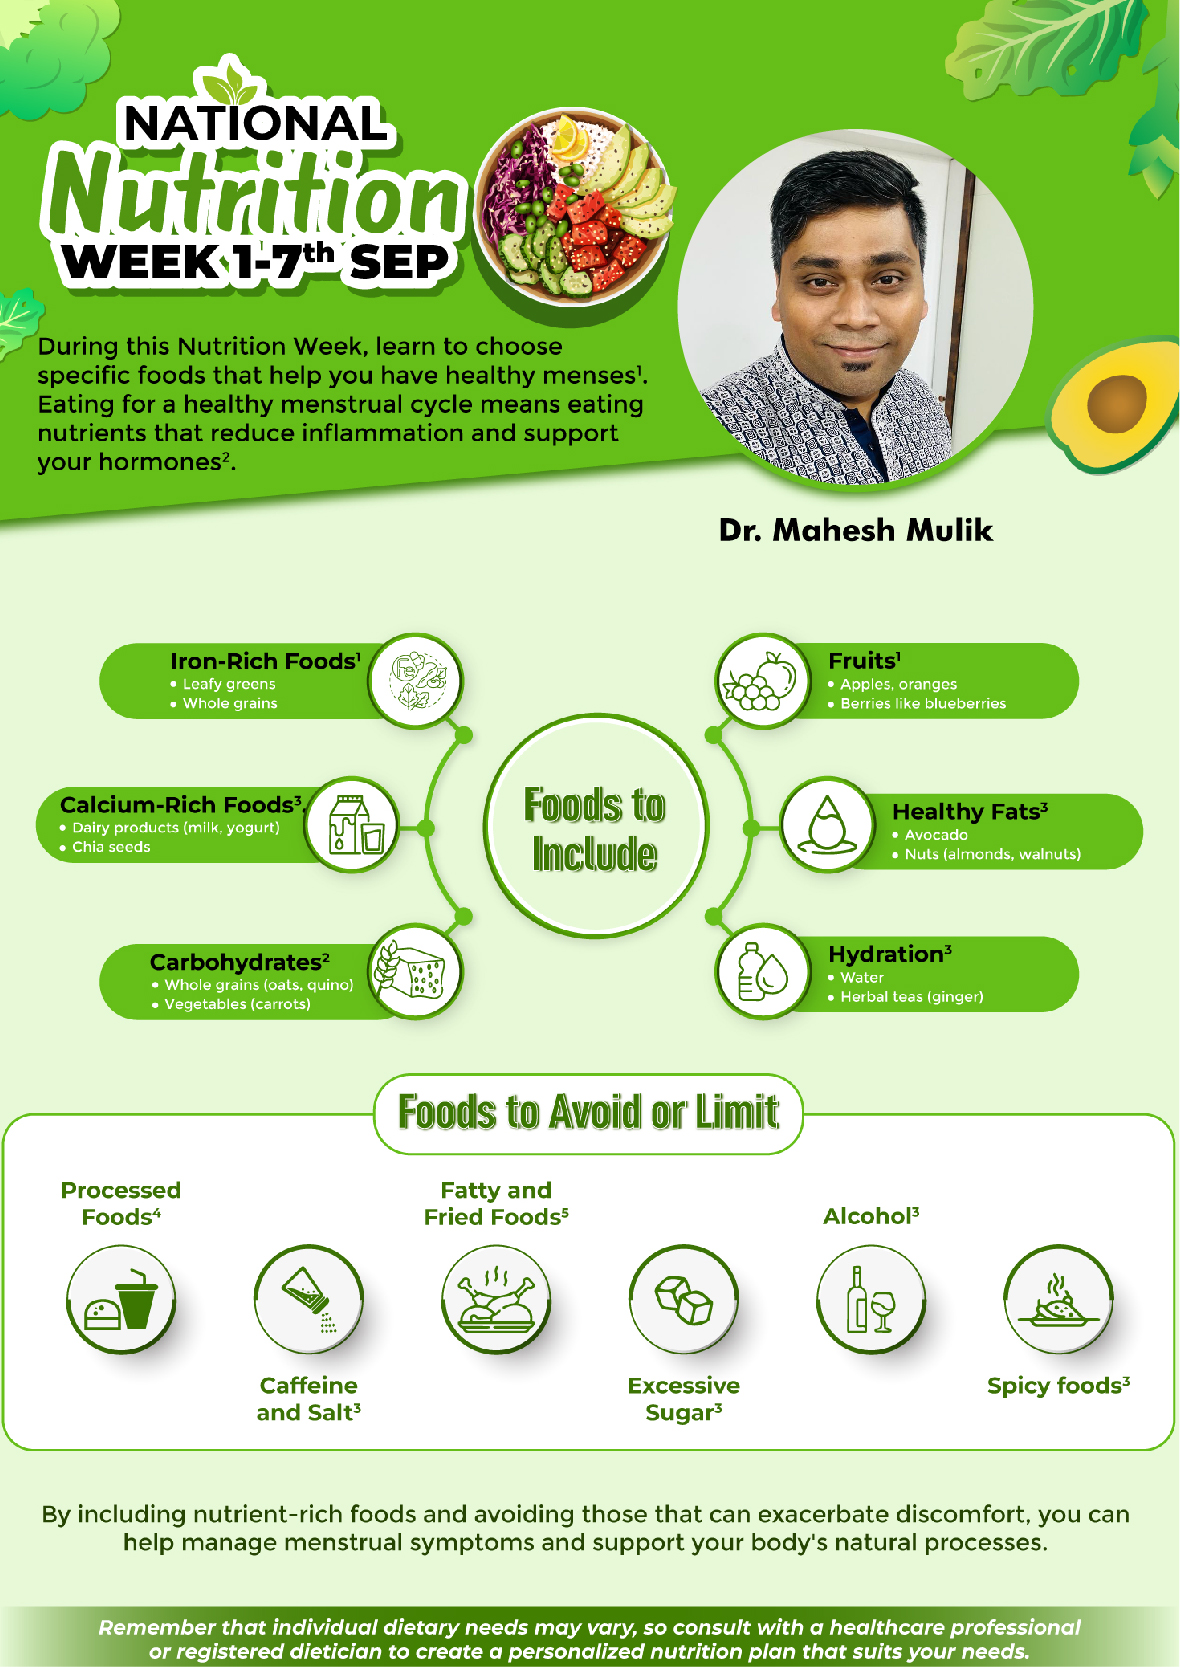 NATIONAL
Nutrition
WEEK 1-7th SEP
During this Nutrition Week, learn to choose
specific foods that help you have healthy menses¹.
Eating for a healthy menstrual cycle means eating
nutrients that reduce inflammation and support
your hormones².
Dr. Mahesh Mulik
Iron-Rich Foods¹
• Leafy greens
• Whole grains
Fruits¹
• Apples, oranges
• Berries like blueberries
Calcium-Rich Foods³,
• Dairy products (milk, yogurt)
• Chia seeds
Foods to
Include
Healthy Fats³
• Avocado
• Nuts (almonds, walnuts)
Carbohydrates²
• Whole grains (oats, quino)
• Vegetables (carrots)
Hydration³
• Water
• Herbal teas (ginger)
Foods to Avoid or Limit
Processed
Foods⁴
Caffeine
and Salt³
Fatty and
Fried Foods⁵
Excessive
Sugar³
Alcohol³
Spicy foods³
By including nutrient-rich foods and avoiding those that can exacerbate discomfort, you can
help manage menstrual symptoms and support your body's natural processes.
Remember that individual dietary needs may vary, so consult with a healthcare professional
or registered dietician to create a personalized nutrition plan that suits your needs.